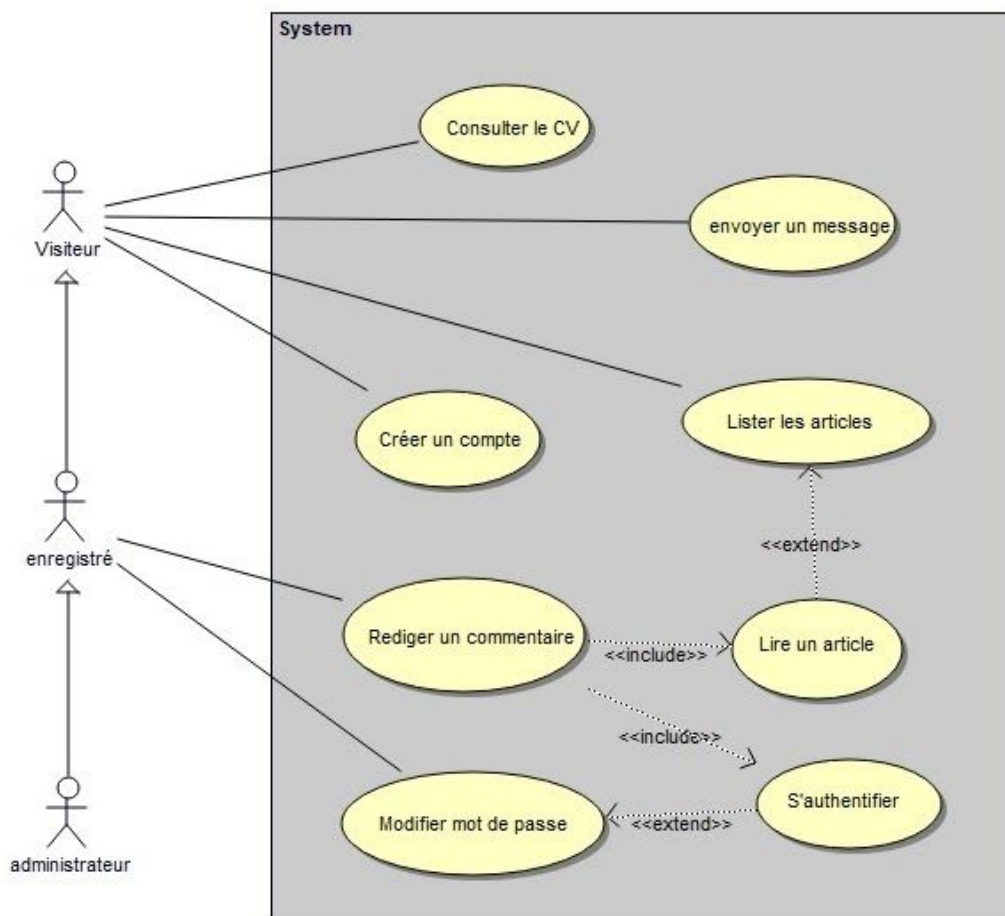 System
Consulter le CV
Visiteur
envoyer un message
Créer un compte
Lister les articles
enregistré
<<extend>>
Rediger un commentaire
<<include>>
Lire un article
<<include>>
S'authentifier
Modifier mot de passe
<<extend>>
administrateur